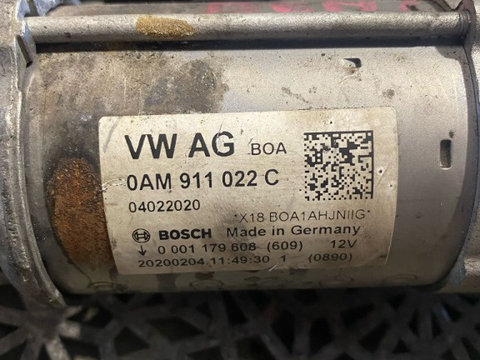 VW AG BOA
0AM 911 022 C
04022020
*X18 BOA1AHJNIIG*
BOSCH Made in Germany
0 001 179 608 (609) 12V
20200204.11:49:30 1 (0890)